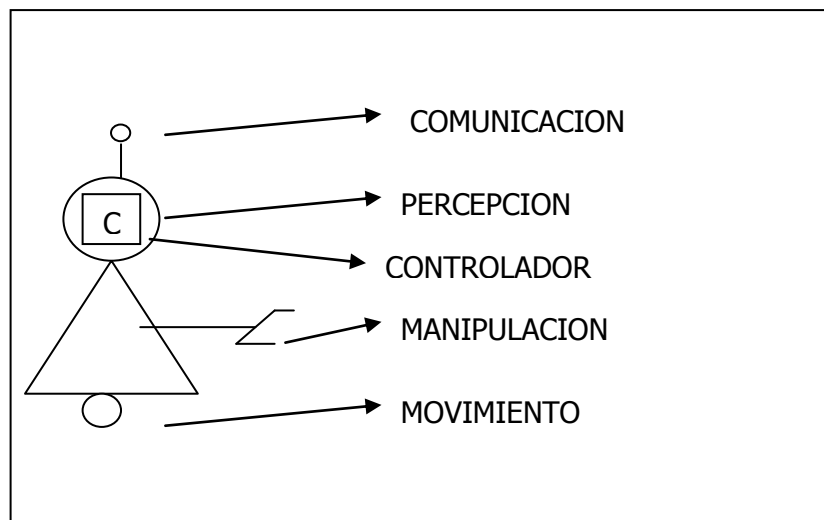 COMUNICACION
PERCEPCION
C
CONTROLADOR
MANIPULACION
MOVIMIENTO